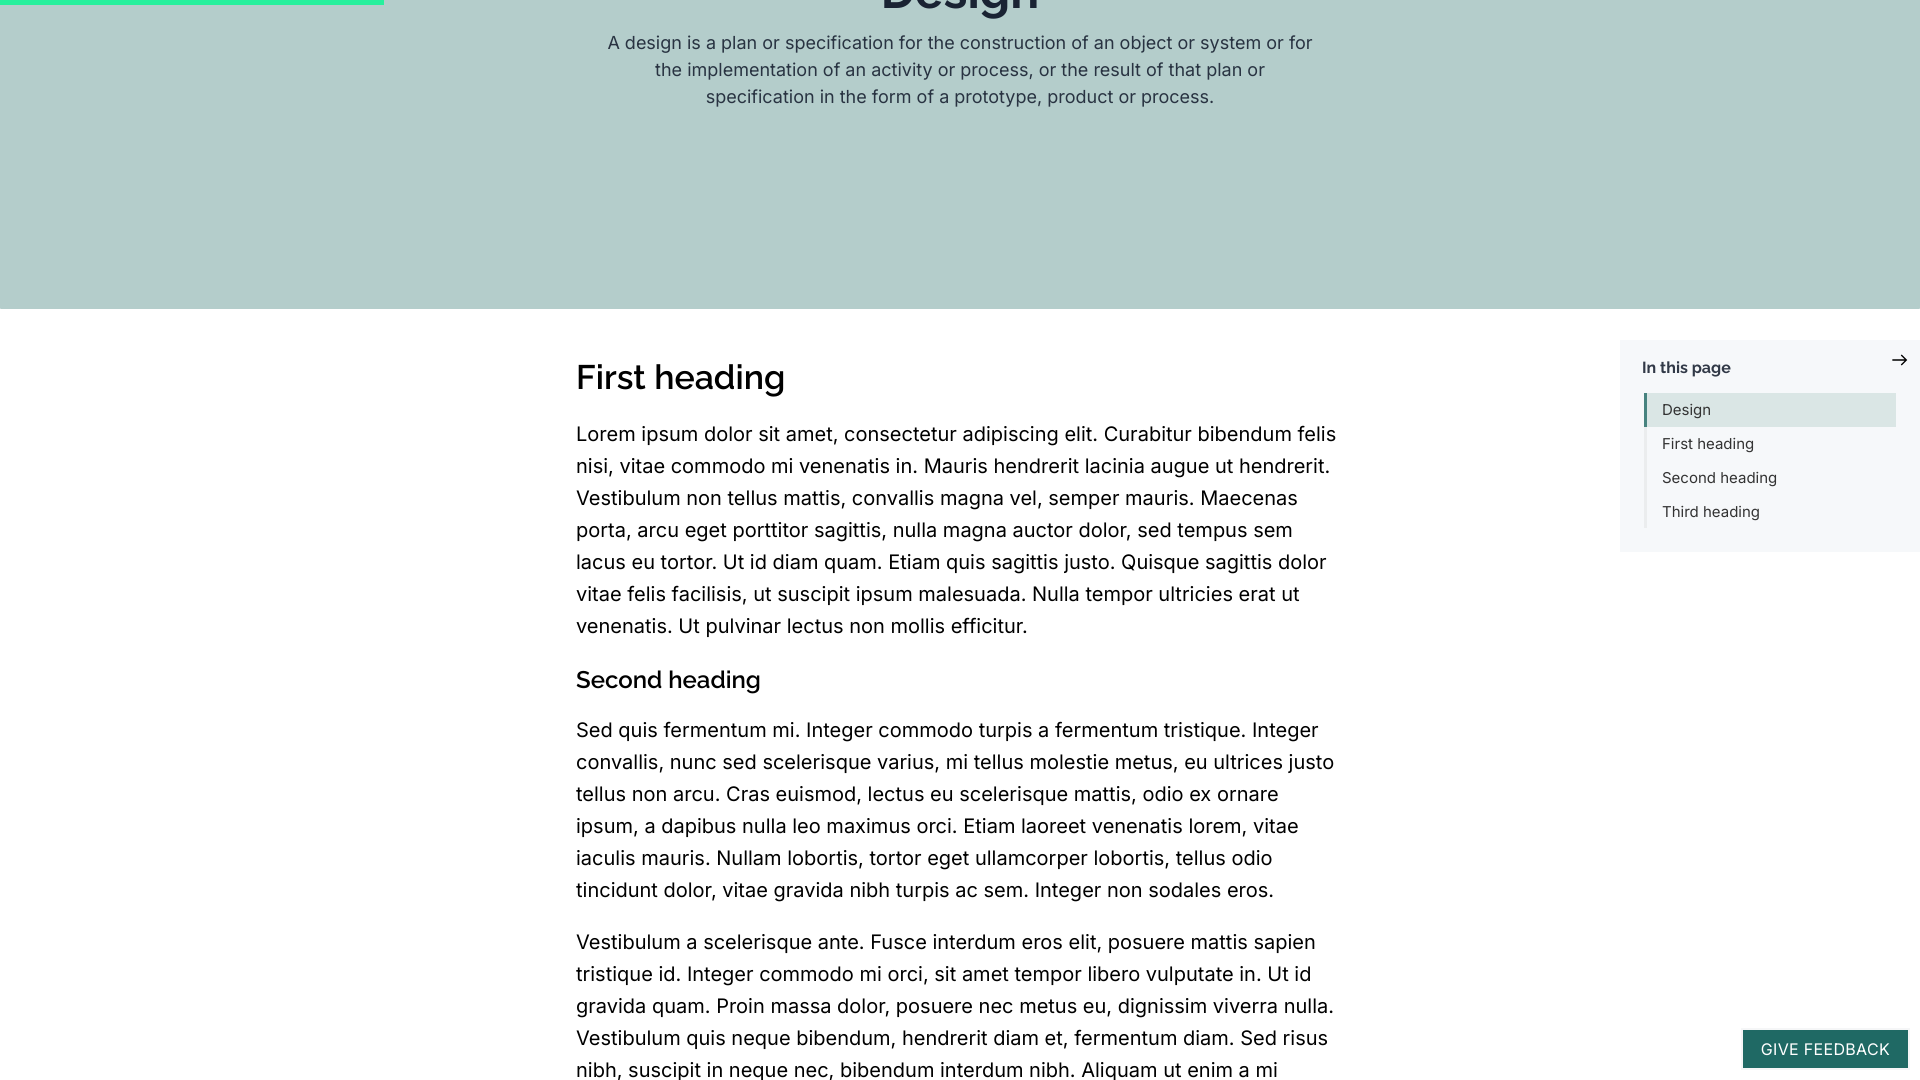 Design
A design is a plan or specification for the construction of an object or system or for
the implementation of an activity or process, or the result of that plan or
specification in the form of a prototype, product or process.
First heading
Lorem ipsum dolor sit amet, consectetur adipiscing elit. Curabitur bibendum felis
nisi, vitae commodo mi venenatis in. Mauris hendrerit lacinia augue ut hendrerit.
Vestibulum non tellus mattis, convallis magna vel, semper mauris. Maecenas
porta, arcu eget porttitor sagittis, nulla magna auctor dolor, sed tempus sem
lacus eu tortor. Ut id diam quam. Etiam quis sagittis justo. Quisque sagittis dolor
vitae felis facilisis, ut suscipit ipsum malesuada. Nulla tempor ultricies erat ut
venenatis. Ut pulvinar lectus non mollis efficitur.
Second heading
Sed quis fermentum mi. Integer commodo turpis a fermentum tristique. Integer
convallis, nunc sed scelerisque varius, mi tellus molestie metus, eu ultrices justo
tellus non arcu. Cras euismod, lectus eu scelerisque mattis, odio ex ornare
ipsum, a dapibus nulla leo maximus orci. Etiam laoreet venenatis lorem, vitae
iaculis mauris. Nullam lobortis, tortor eget ullamcorper lobortis, tellus odio
tincidunt dolor, vitae gravida nibh turpis ac sem. Integer non sodales eros.
Vestibulum a scelerisque ante. Fusce interdum eros elit, posuere mattis sapien
tristique id. Integer commodo mi orci, sit amet tempor libero vulputate in. Ut id
gravida quam. Proin massa dolor, posuere nec metus eu, dignissim viverra nulla.
Vestibulum quis neque bibendum, hendrerit diam et, fermentum diam. Sed risus
nibh, suscipit in neque nec, bibendum interdum nibh. Aliquam ut enim a mi
In this page
Design
First heading
Second heading
Third heading
GIVE FEEDBACK